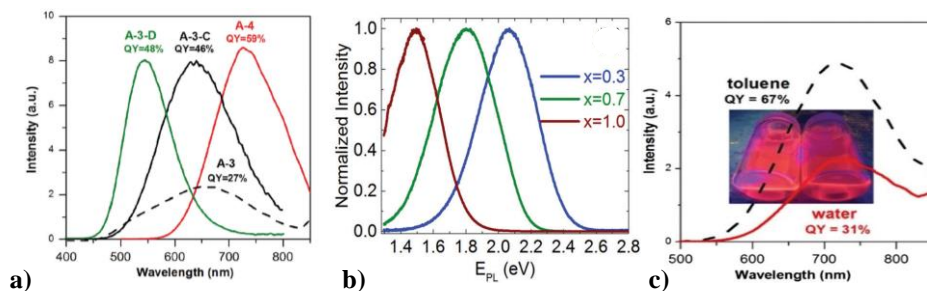 A-3-D
QY=48%
A-3-C
QY=46%
A-4
QY=59%
A-3
QY=27%
Intensity (a.u.)
10
8
6
4
2
0
400 500 600 700 800
Wavelength (nm)
a)
Normalized Intensity
1.0
0.8
0.6
0.4
0.2
0.0
x=0.3
x=0.7
x=1.0
1.4 1.6 1.8 2.0 2.2 2.4 2.6 2.8
E_PL (eV)
b)
Intensity (a.u.)
6
4
2
0
toluene
QY = 67%
water
QY = 31%
500 600 700 800
Wavelength (nm)
c)